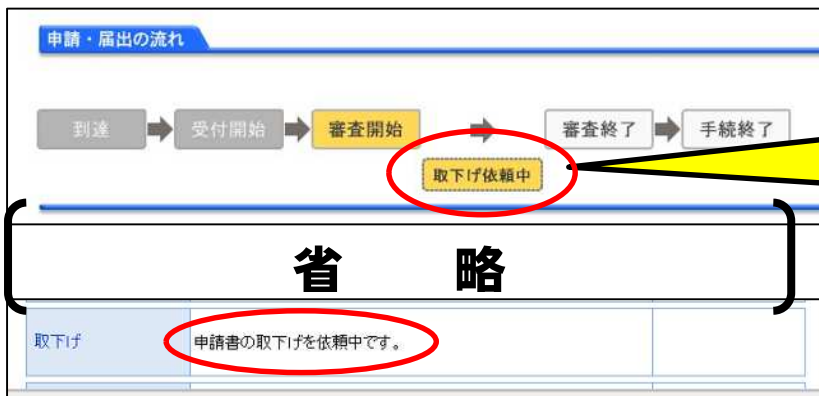 申請・届出の流れ
到達 受付開始 審査開始 審査終了 手続終了
取下げ依頼中
省 略
取下げ 申請書の取下げを依頼中です。